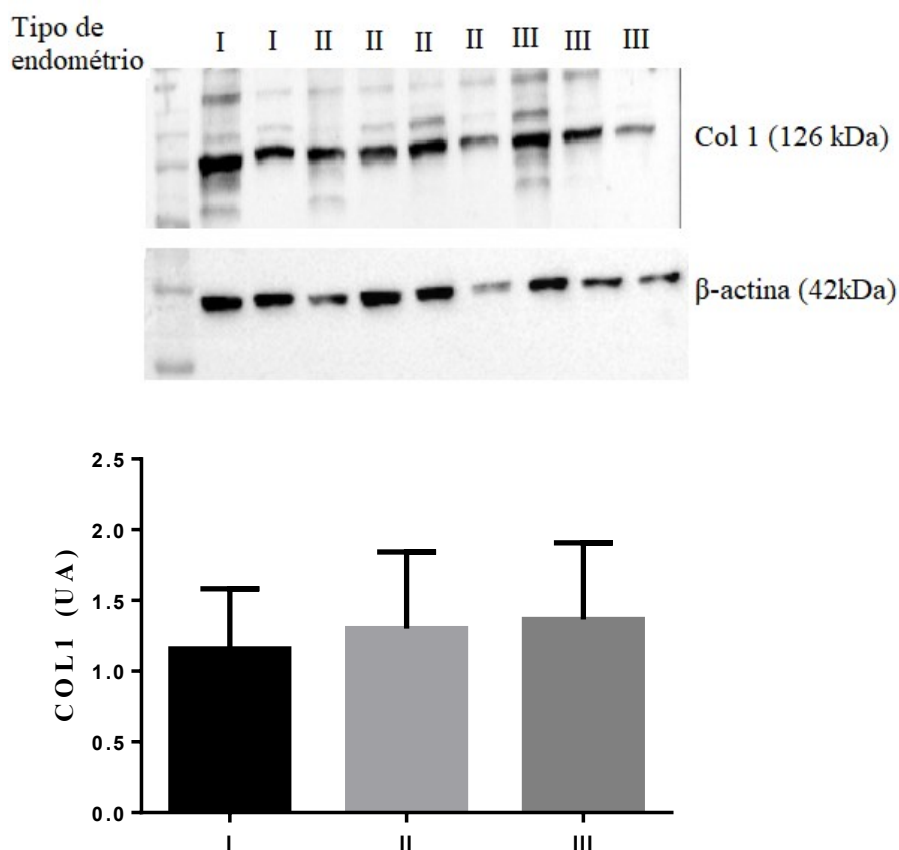 Tipo de
endométrio
I I II II II II III III III
Col 1 (126 kDa)
β-actina (42kDa)
2.5
2.0
1.5
1.0
0.5
0.0
COL1 (UA)
I II III